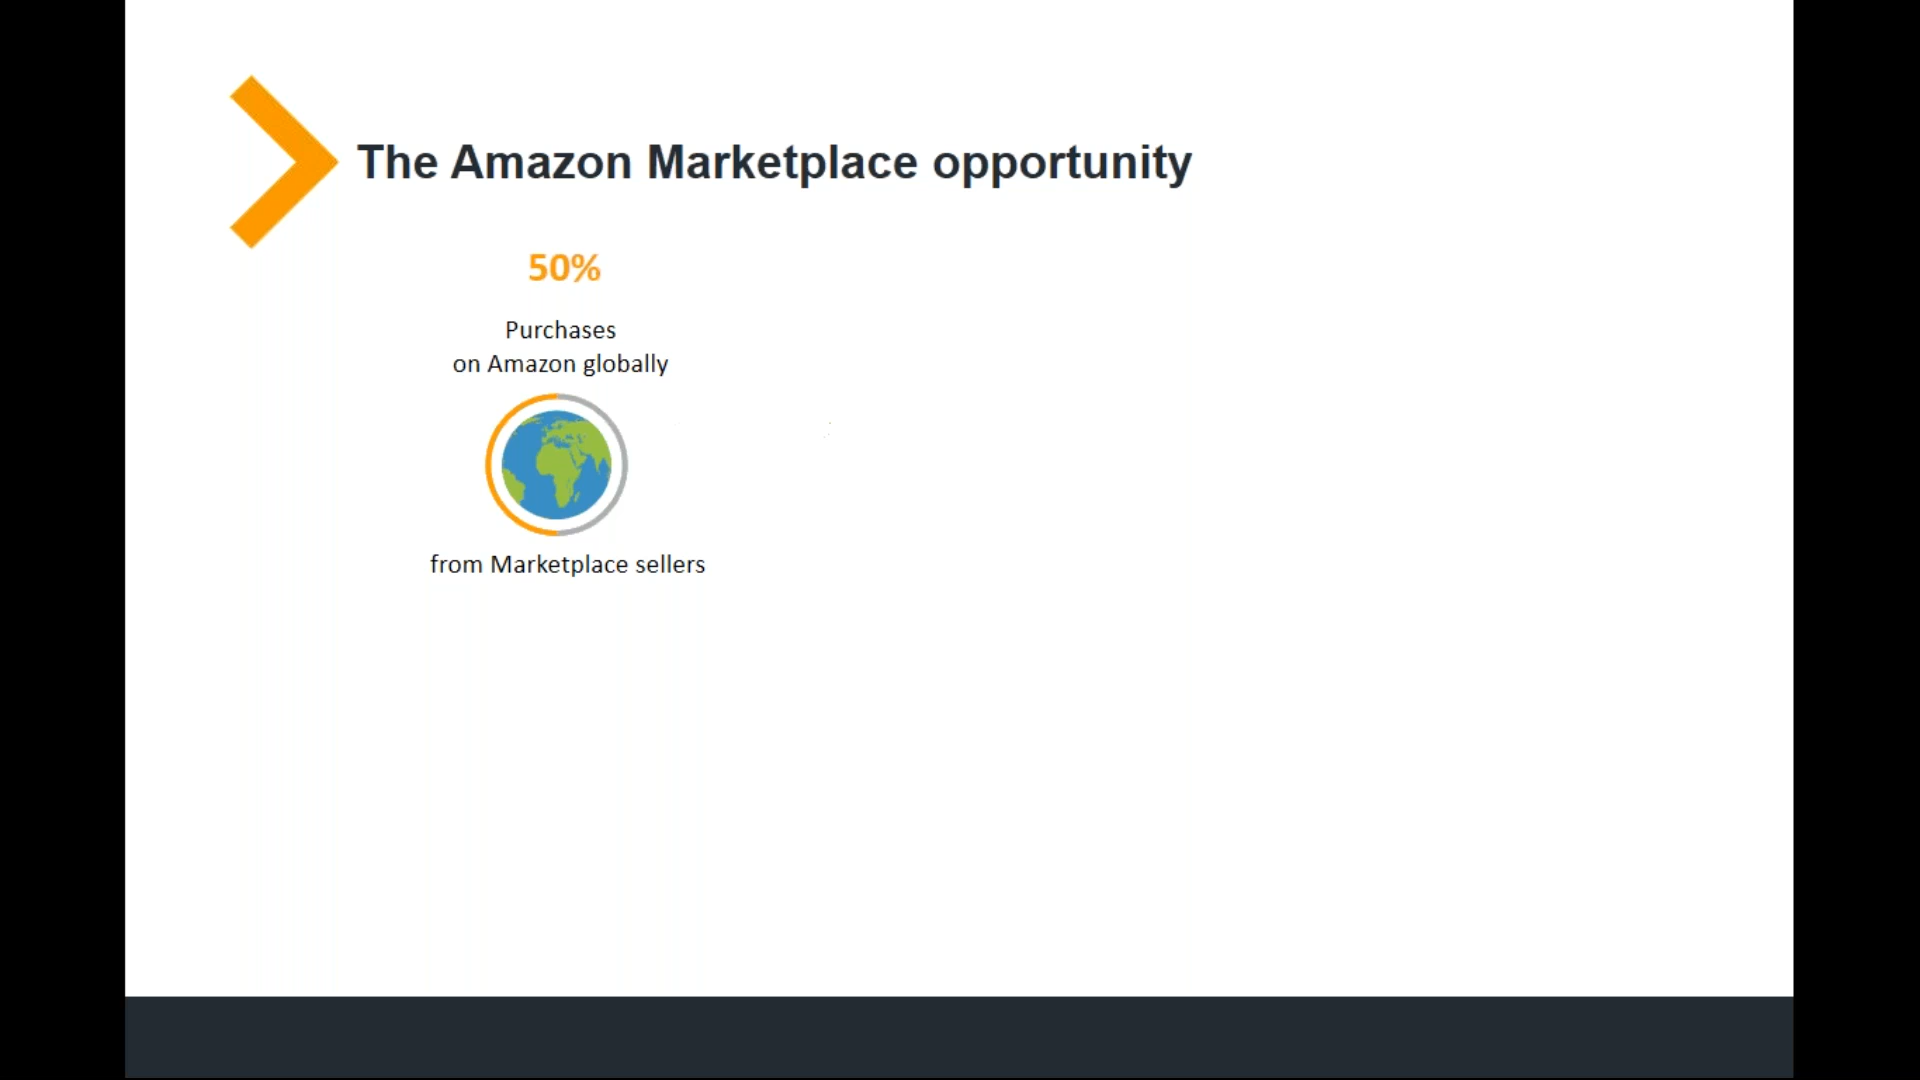 The Amazon Marketplace opportunity
50%
Purchases
on Amazon globally
from Marketplace sellers